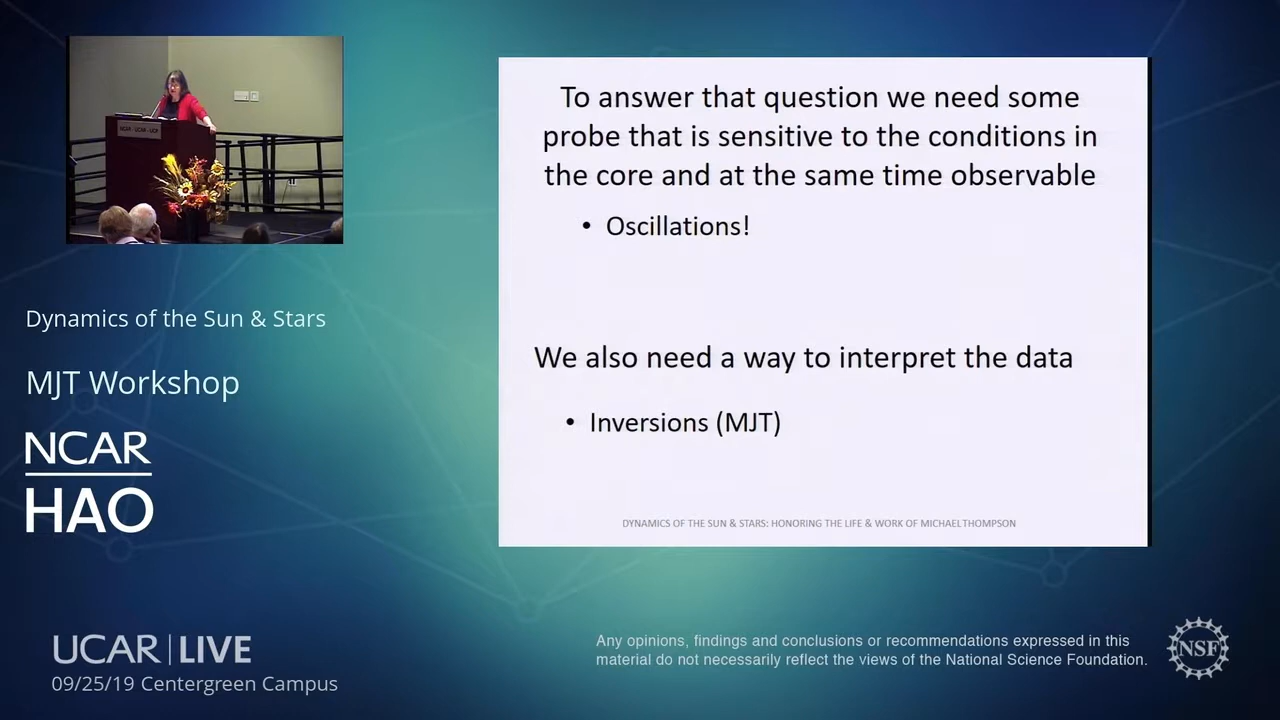 NCAR - UCAR - UCP
To answer that question we need some
probe that is sensitive to the conditions in
the core and at the same time observable
• Oscillations!
We also need a way to interpret the data
• Inversions (MJT)
DYNAMICS OF THE SUN & STARS: HONORING THE LIFE & WORK OF MICHAEL THOMPSON
Dynamics of the Sun & Stars
MJT Workshop
NCAR
HAO
UCAR | LIVE
09/25/19 Centergreen Campus
Any opinions, findings and conclusions or recommendations expressed in this
material do not necessarily reflect the views of the National Science Foundation.
NSF